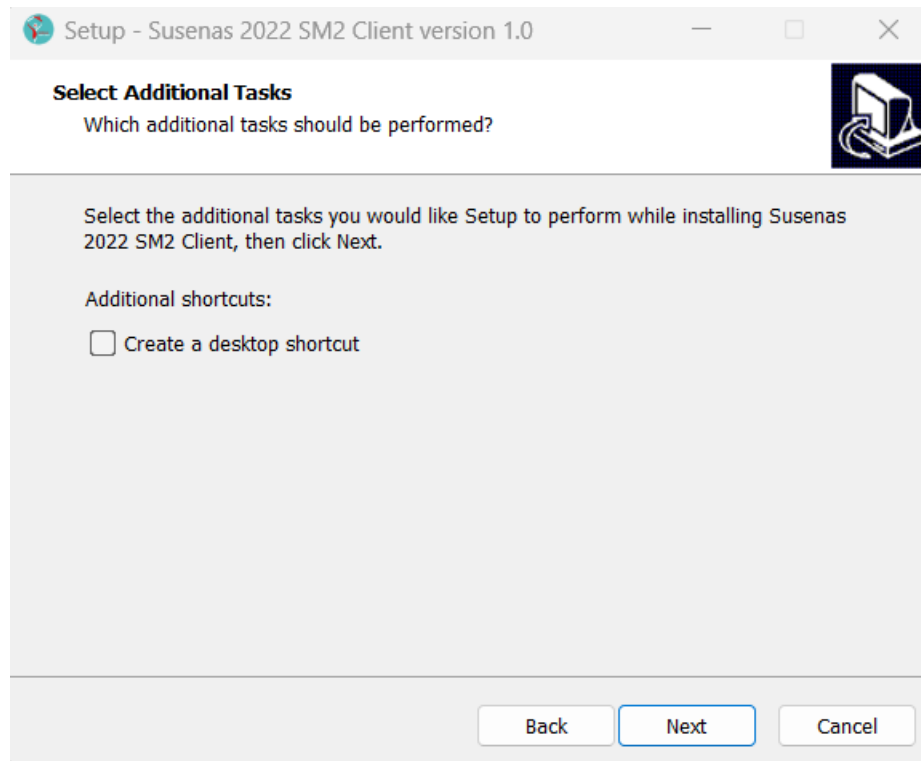 Setup - Susenas 2022 SM2 Client version 1.0
Select Additional Tasks
Which additional tasks should be performed?
Select the additional tasks you would like Setup to perform while installing Susenas
2022 SM2 Client, then click Next.
Additional shortcuts:
Create a desktop shortcut
Back
Next
Cancel